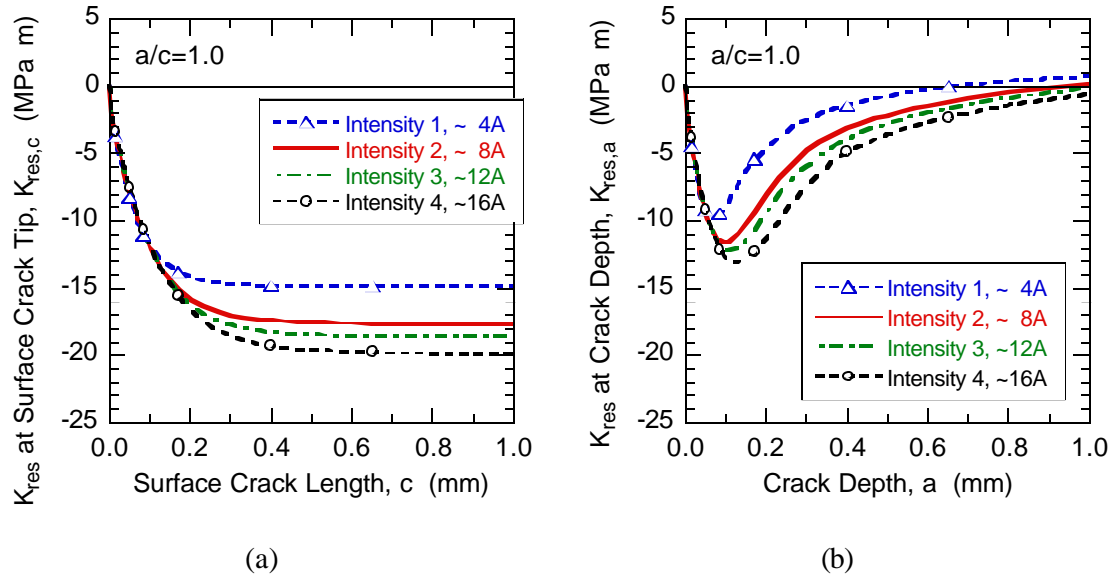 K_res at Surface Crack Tip, K_res,c (MPa m)
5
0
-5
-10
-15
-20
-25
a/c=1.0
Intensity 1, ~ 4A
Intensity 2, ~ 8A
Intensity 3, ~12A
Intensity 4, ~16A
0.0 0.2 0.4 0.6 0.8 1.0
Surface Crack Length, c (mm)
(a)
K_res at Crack Depth, K_res,a (MPa m)
5
0
-5
-10
-15
-20
-25
a/c=1.0
Intensity 1, ~ 4A
Intensity 2, ~ 8A
Intensity 3, ~12A
Intensity 4, ~16A
0.0 0.2 0.4 0.6 0.8 1.0
Crack Depth, a (mm)
(b)